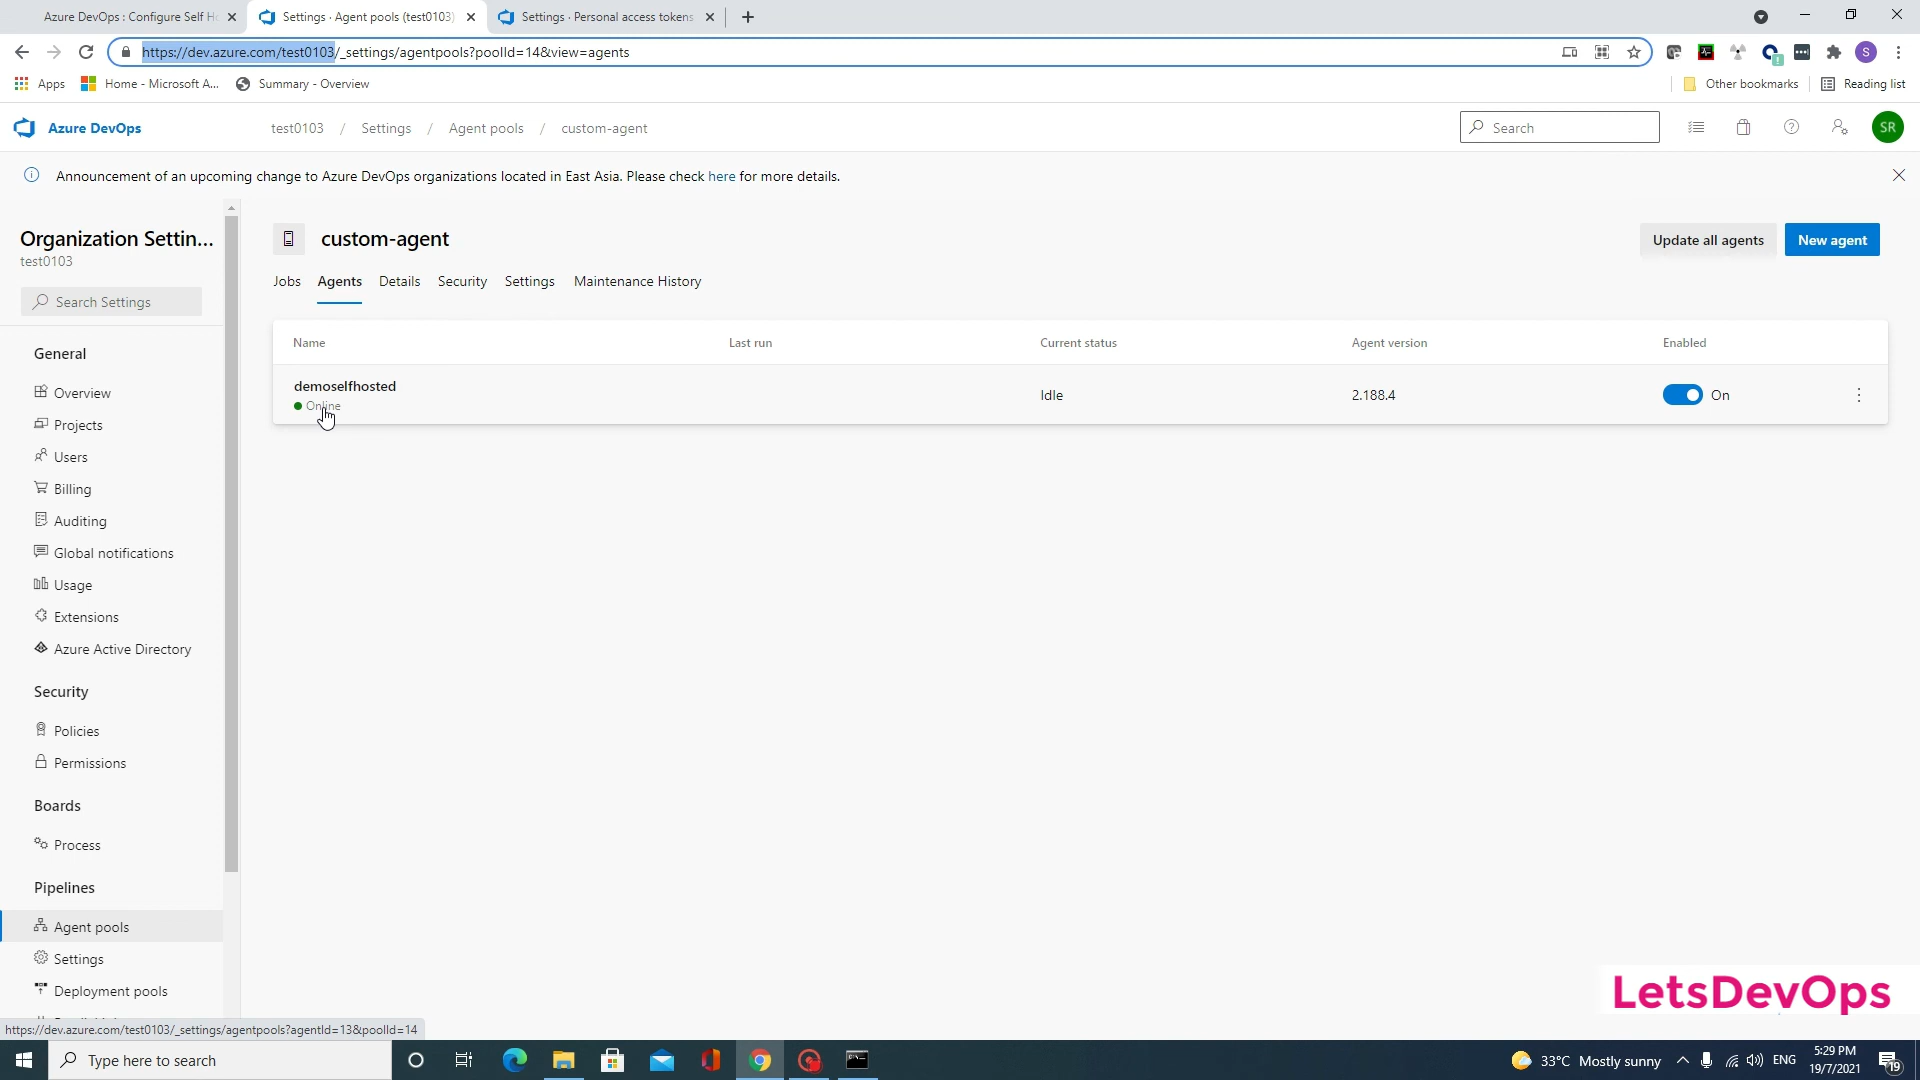 Azure DevOps : Configure Self H
Settings · Agent pools (test0103)
Settings · Personal access tokens
https://dev.azure.com/test0103/_settings/agentpools?poolId=14&view=agents
Apps
Home - Microsoft A...
Summary - Overview
Other bookmarks
Reading list
Azure DevOps
test0103 / Settings / Agent pools / custom-agent
Search
SR
Announcement of an upcoming change to Azure DevOps organizations located in East Asia. Please check here for more details.
Organization Settin...
test0103
Search Settings
General
Overview
Projects
Users
Billing
Auditing
Global notifications
Usage
Extensions
Azure Active Directory
Security
Policies
Permissions
Boards
Process
Pipelines
Agent pools
Settings
Deployment pools
custom-agent
Update all agents
New agent
Jobs Agents Details Security Settings Maintenance History
Name Last run Current status Agent version Enabled
demoselfhosted
Online
Idle 2.188.4 On
LetsDevOps
https://dev.azure.com/test0103/_settings/agentpools?agentId=13&poolId=14
Type here to search
33°C Mostly sunny
ENG
5:29 PM
19/7/2021
19